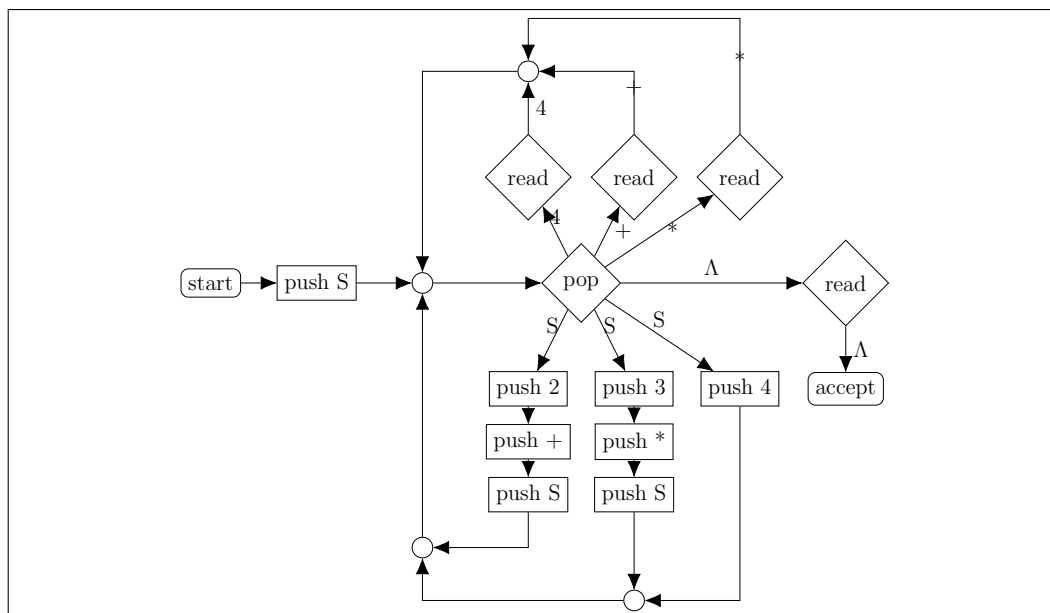 *
+
4
read read read
4 + *
start push S pop Λ read
S S S Λ
push 2 push 3 push 4 accept
push + push *
push S push S